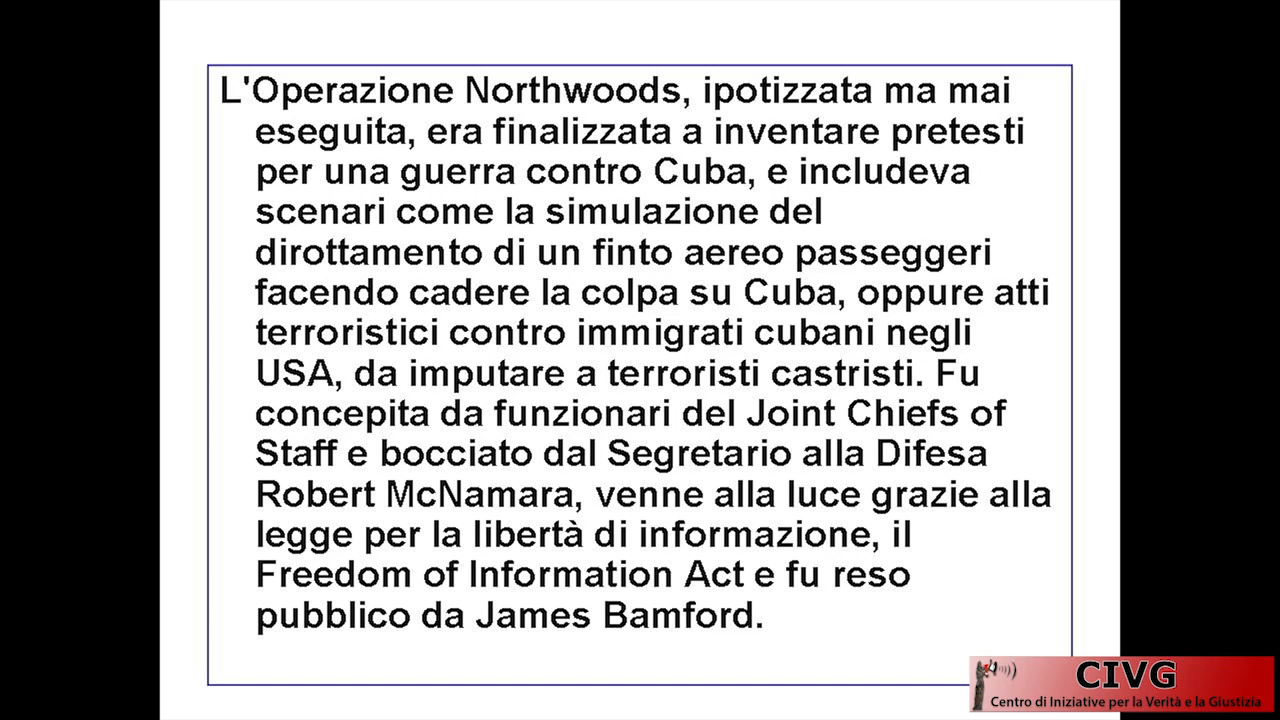 L'Operazione Northwoods, ipotizzata ma mai
eseguita, era finalizzata a inventare pretesti
per una guerra contro Cuba, e includeva
scenari come la simulazione del
dirottamento di un finto aereo passeggeri
facendo cadere la colpa su Cuba, oppure atti
terroristici contro immigrati cubani negli
USA, da imputare a terroristi castristi. Fu
concepita da funzionari del Joint Chiefs of
Staff e bocciato dal Segretario alla Difesa
Robert McNamara, venne alla luce grazie alla
legge per la libertà di informazione, il
Freedom of Information Act e fu reso
pubblico da James Bamford.
CIVG
Centro di Iniziative per la Verità e la Giustizia